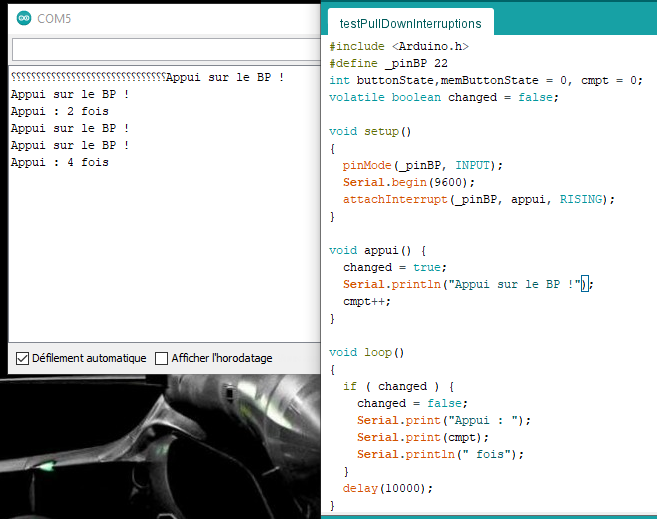 COM5
⸮⸮⸮⸮⸮⸮⸮⸮⸮⸮⸮⸮⸮⸮⸮⸮⸮⸮⸮⸮⸮⸮⸮⸮⸮⸮⸮⸮⸮⸮⸮Appui sur le BP !
Appui sur le BP !
Appui : 2 fois
Appui sur le BP !
Appui sur le BP !
Appui : 4 fois
Défilement automatique
Afficher l'horodatage
testPullDownInterruptions
#include <Arduino.h>
#define _pinBP 22
int buttonState,memButtonState = 0, cmpt = 0;
volatile boolean changed = false;
void setup()
{
pinMode(_pinBP, INPUT);
Serial.begin(9600);
attachInterrupt(_pinBP, appui, RISING);
}
void appui() {
changed = true;
Serial.println("Appui sur le BP !");
cmpt++;
}
void loop()
{
if ( changed ) {
changed = false;
Serial.print("Appui : ");
Serial.print(cmpt);
Serial.println(" fois");
}
delay(10000);
}